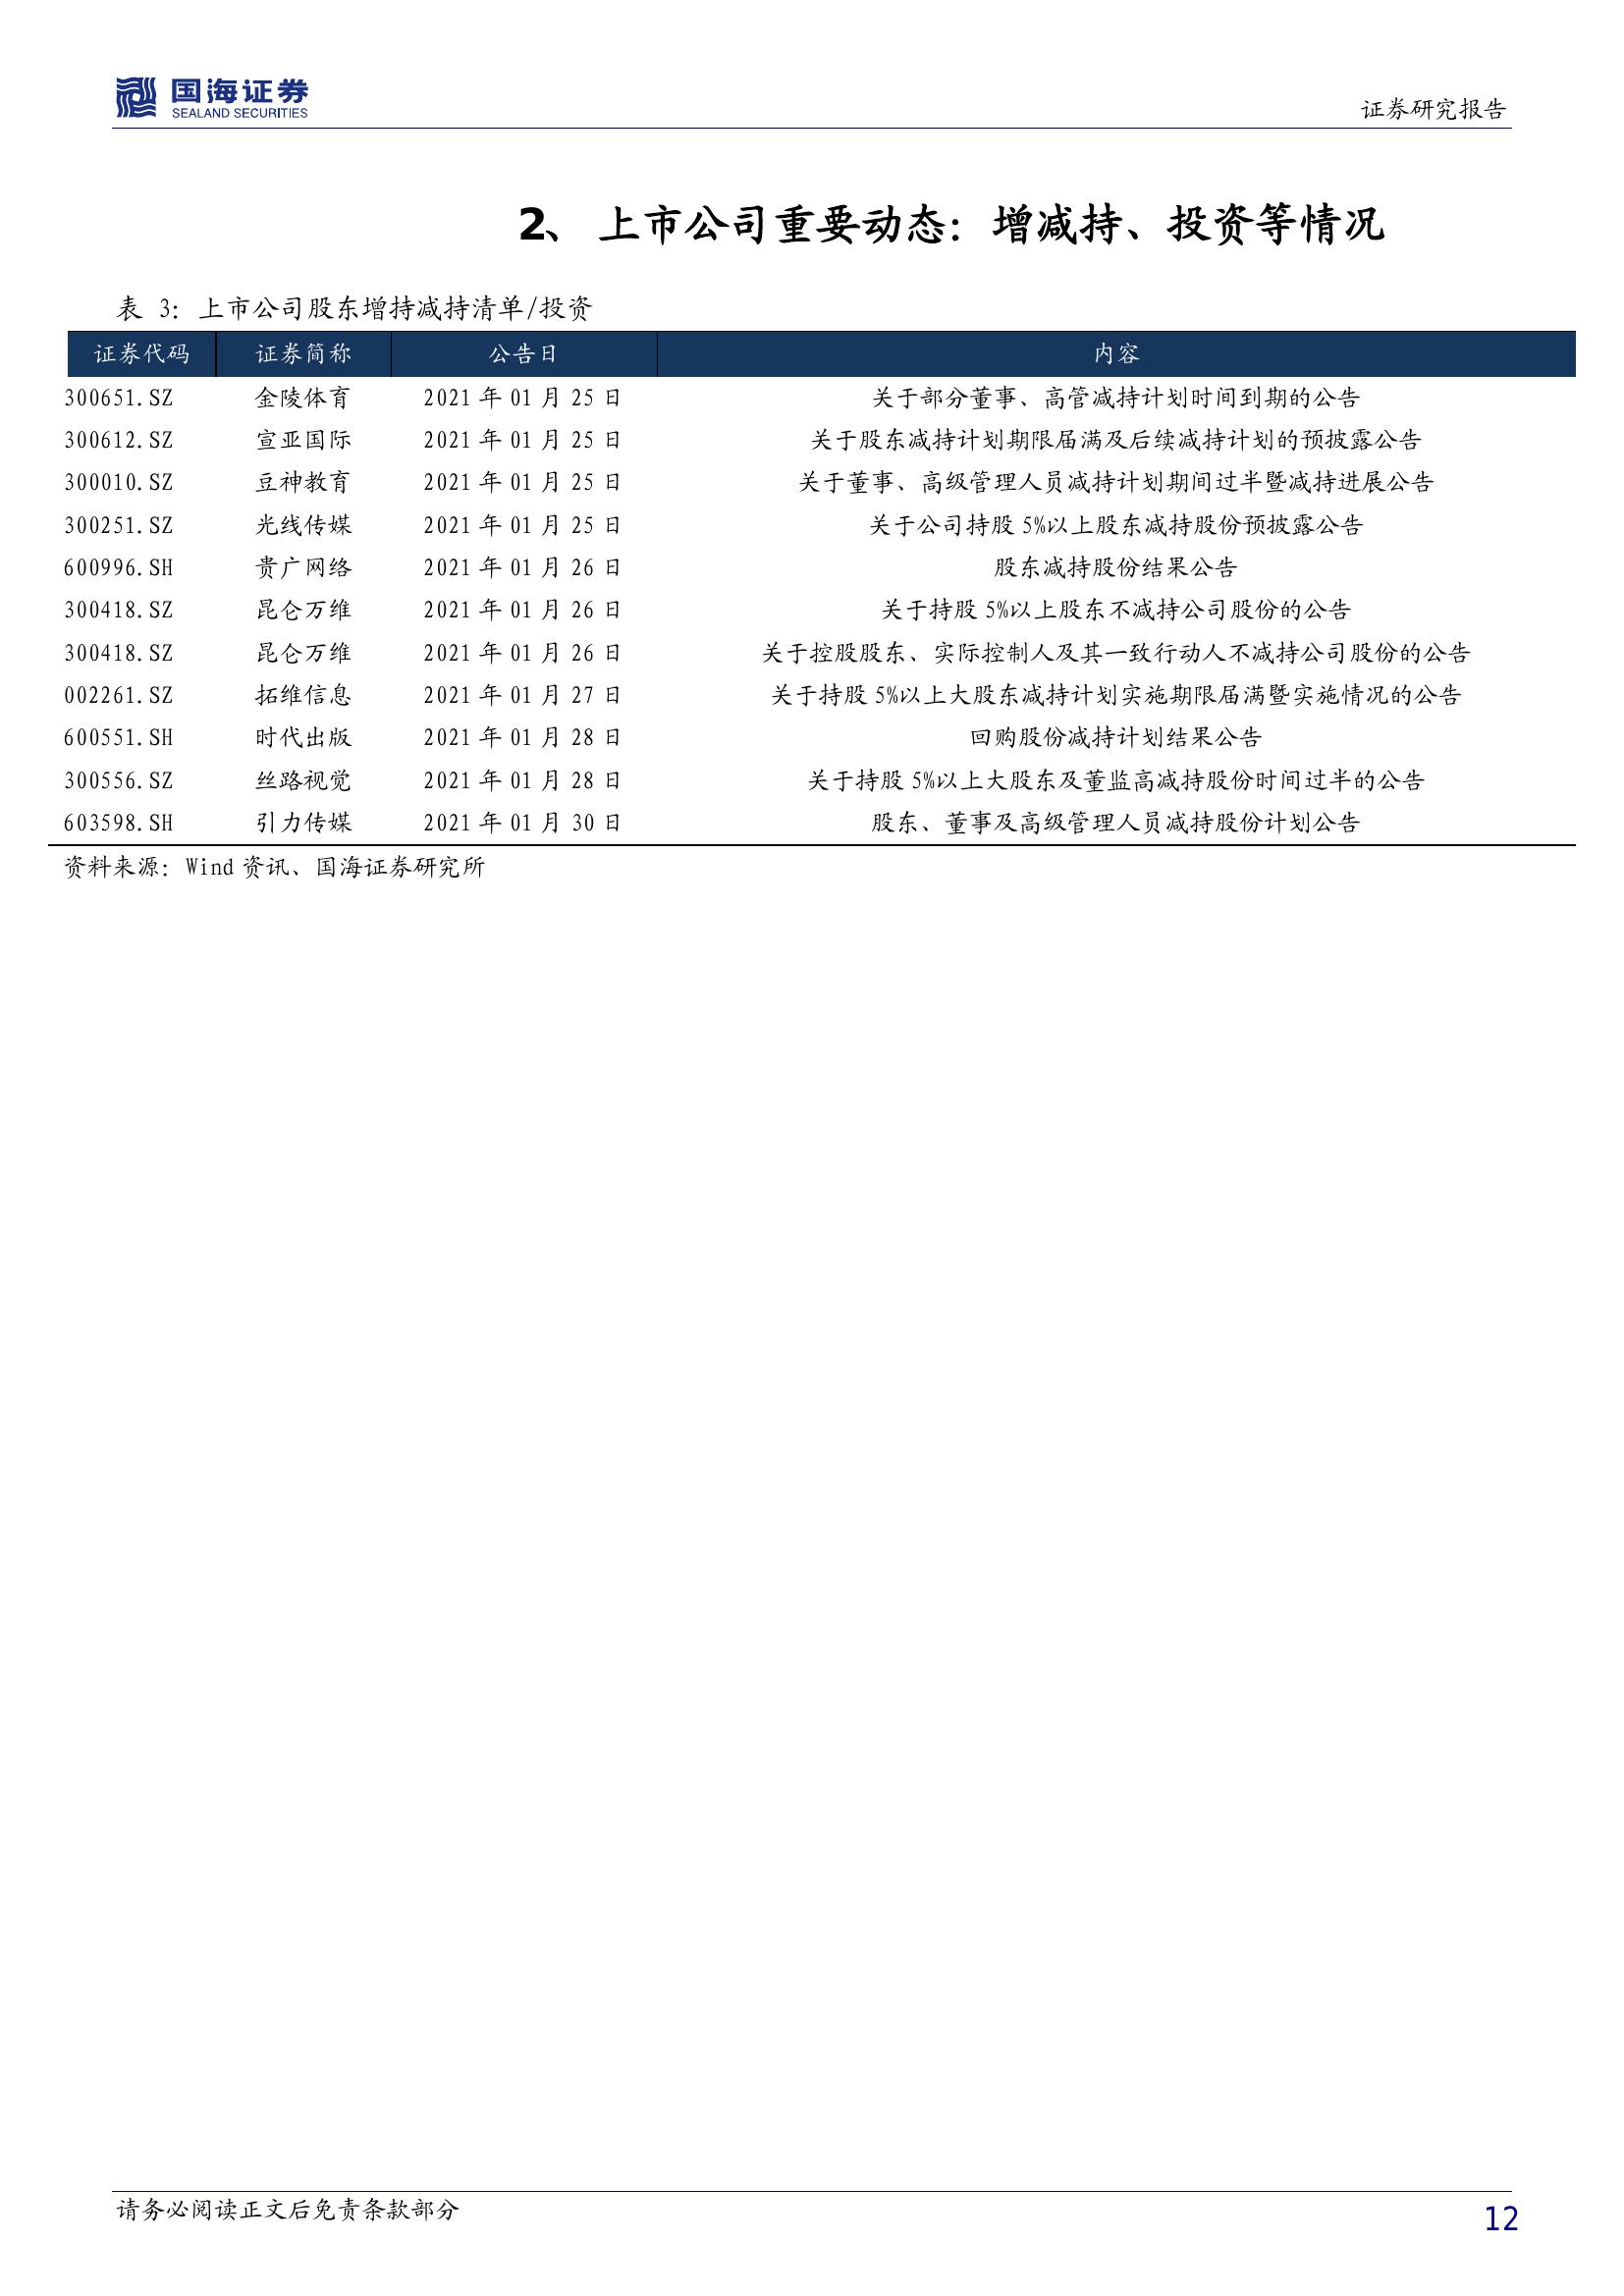 国海证券
SEALAND SECURITIES
证券研究报告
2、 上市公司重要动态：增减持、投资等情况
表 3：上市公司股东增持减持清单/投资
证券代码 证券简称 公告日 内容
300651.SZ 金陵体育 2021 年 01 月 25 日 关于部分董事、高管减持计划时间到期的公告
300612.SZ 宣亚国际 2021 年 01 月 25 日 关于股东减持计划期限届满及后续减持计划的预披露公告
300010.SZ 豆神教育 2021 年 01 月 25 日 关于董事、高级管理人员减持计划期间过半暨减持进展公告
300251.SZ 光线传媒 2021 年 01 月 25 日 关于公司持股 5%以上股东减持股份预披露公告
600996.SH 贵广网络 2021 年 01 月 26 日 股东减持股份结果公告
300418.SZ 昆仑万维 2021 年 01 月 26 日 关于持股 5%以上股东不减持公司股份的公告
300418.SZ 昆仑万维 2021 年 01 月 26 日 关于控股股东、实际控制人及其一致行动人不减持公司股份的公告
002261.SZ 拓维信息 2021 年 01 月 27 日 关于持股 5%以上大股东减持计划实施期限届满暨实施情况的公告
600551.SH 时代出版 2021 年 01 月 28 日 回购股份减持计划结果公告
300556.SZ 丝路视觉 2021 年 01 月 28 日 关于持股 5%以上大股东及董监高减持股份时间过半的公告
603598.SH 引力传媒 2021 年 01 月 30 日 股东、董事及高级管理人员减持股份计划公告
资料来源：Wind 资讯、国海证券研究所
请务必阅读正文后免责条款部分
12